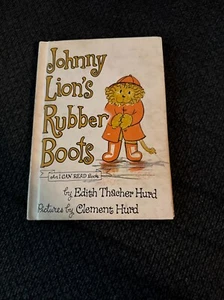 Johnny
Lion's
Rubber
Boots
An I CAN READ Book
by Edith Thacher Hurd
Pictures by Clement Hurd